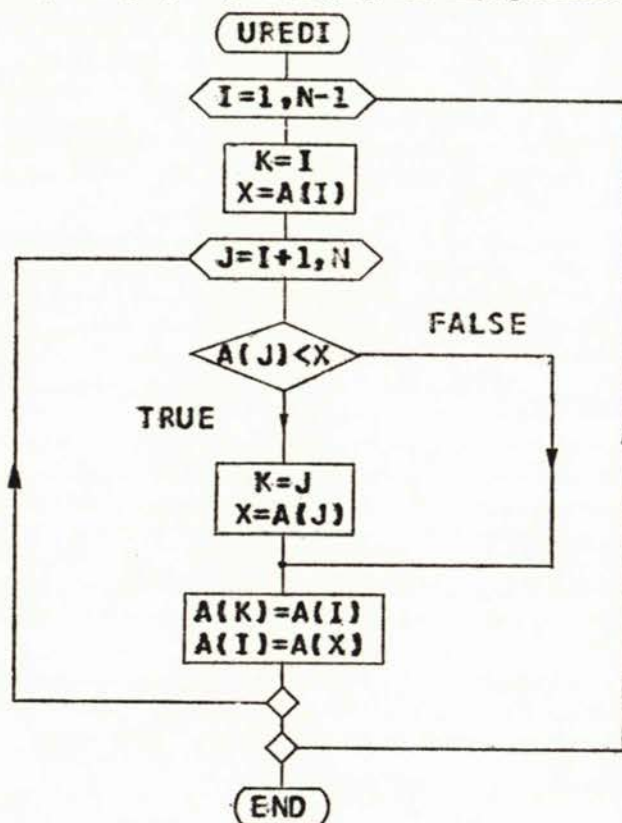 UREDI
I=1,N-1
K=I
X=A(I)
J=I+1,N
A(J)<X
FALSE
TRUE
K=J
X=A(J)
A(K)=A(I)
A(I)=A(X)
END